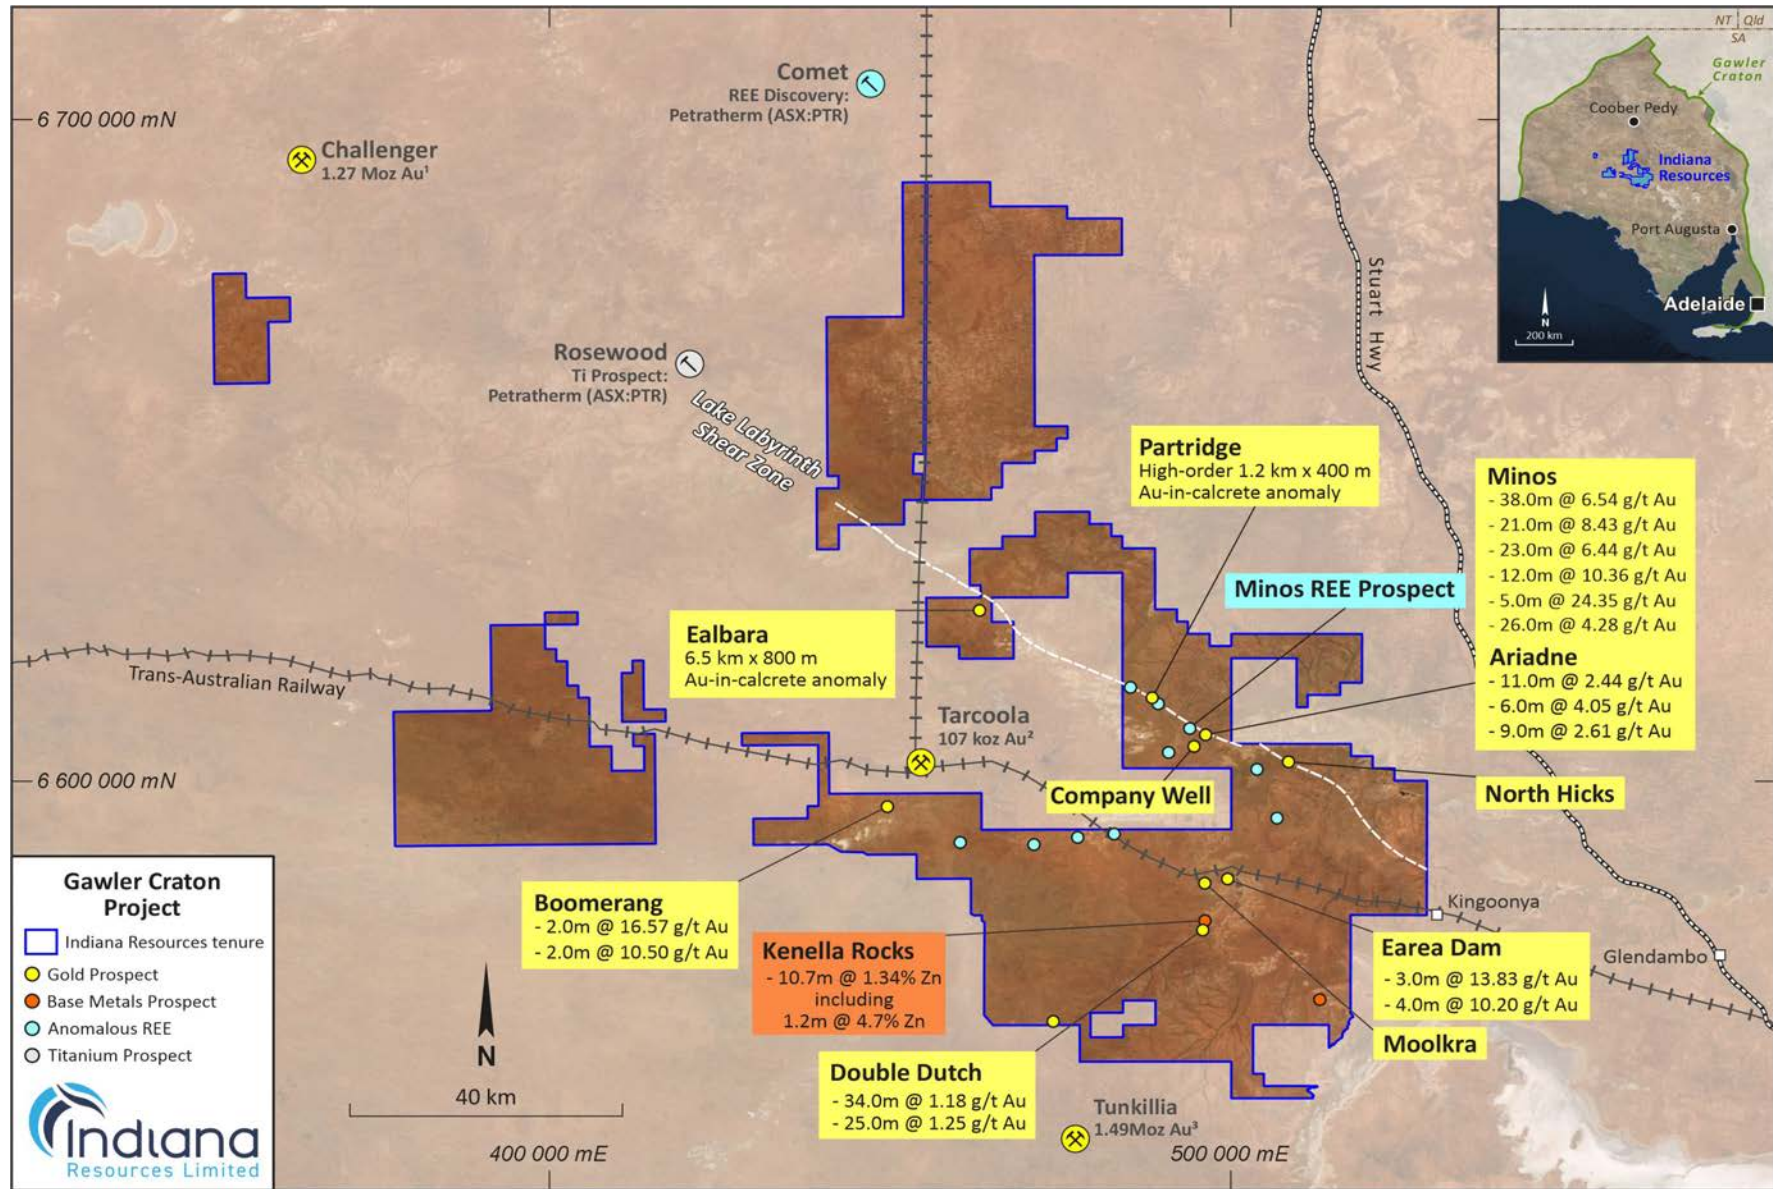 6 700 000 mN
Comet
REE Discovery:
Petratherm (ASX:PTR)
Challenger
1.27 Moz Au¹
NT | Qld
SA
Gawler
Craton
Coober Pedy
Indiana
Resources
Port Augusta
Adelaide
N
200 km
Stuart Hwy
Rosewood
Ti Prospect:
Petratherm (ASX:PTR)
Lake Labyrinth
Shear Zone
Partridge
High-order 1.2 km x 400 m
Au-in-calcrete anomaly
Minos
- 38.0m @ 6.54 g/t Au
- 21.0m @ 8.43 g/t Au
- 23.0m @ 6.44 g/t Au
- 12.0m @ 10.36 g/t Au
- 5.0m @ 24.35 g/t Au
- 26.0m @ 4.28 g/t Au
Ariadne
- 11.0m @ 2.44 g/t Au
- 6.0m @ 4.05 g/t Au
- 9.0m @ 2.61 g/t Au
Minos REE Prospect
Ealbara
6.5 km x 800 m
Au-in-calcrete anomaly
Trans-Australian Railway
Tarcoola
107 koz Au²
6 600 000 mN
Company Well
North Hicks
Boomerang
- 2.0m @ 16.57 g/t Au
- 2.0m @ 10.50 g/t Au
Kenella Rocks
- 10.7m @ 1.34% Zn
including
1.2m @ 4.7% Zn
Kingoonya
Glendambo
Earea Dam
- 3.0m @ 13.83 g/t Au
- 4.0m @ 10.20 g/t Au
Moolkra
Double Dutch
- 34.0m @ 1.18 g/t Au
- 25.0m @ 1.25 g/t Au
Tunkillia
1.49Moz Au³
Gawler Craton
Project
Indiana Resources tenure
Gold Prospect
Base Metals Prospect
Anomalous REE
Titanium Prospect
Indiana
Resources Limited
N
40 km
400 000 mE
500 000 mE